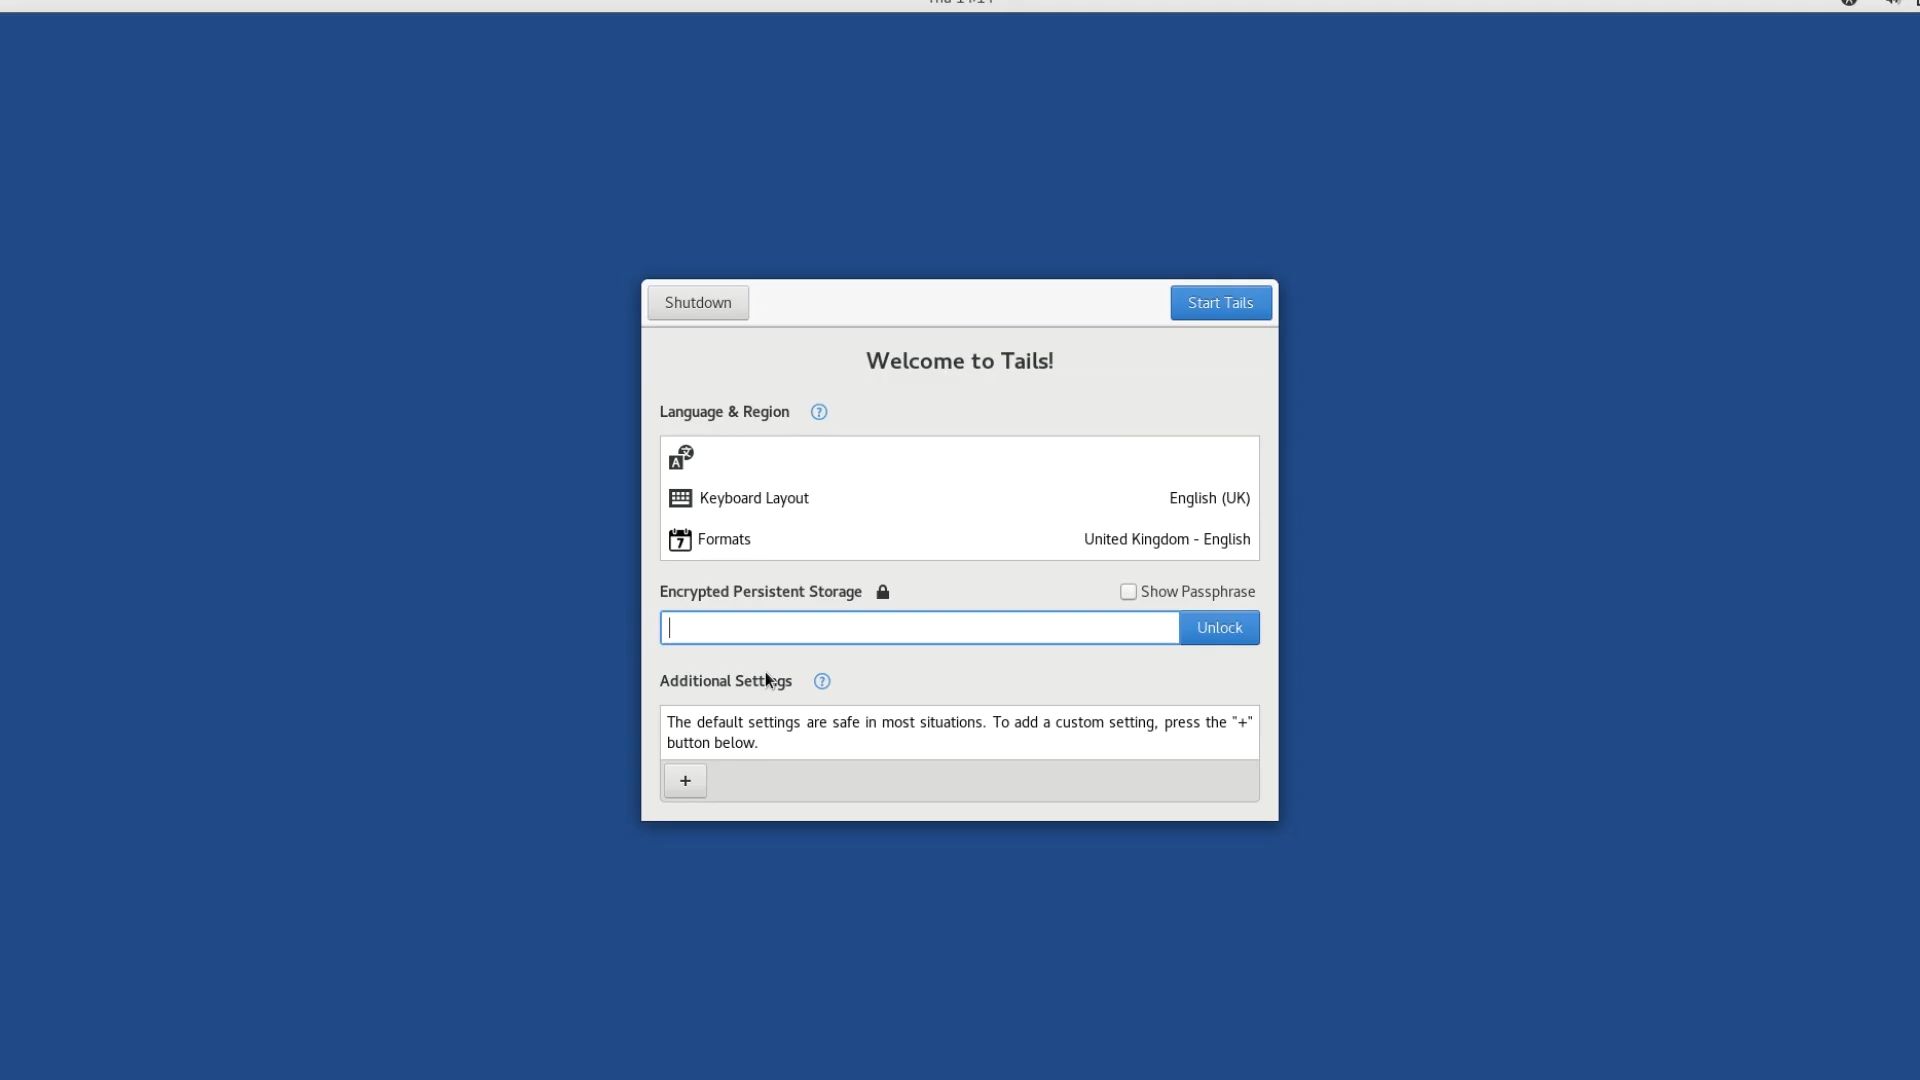 Shutdown
Start Tails
Welcome to Tails!
Language & Region
Keyboard Layout
English (UK)
7
Formats
United Kingdom - English
Encrypted Persistent Storage
Show Passphrase
Unlock
Additional Settings
The default settings are safe in most situations. To add a custom setting, press the "+"
button below.
+